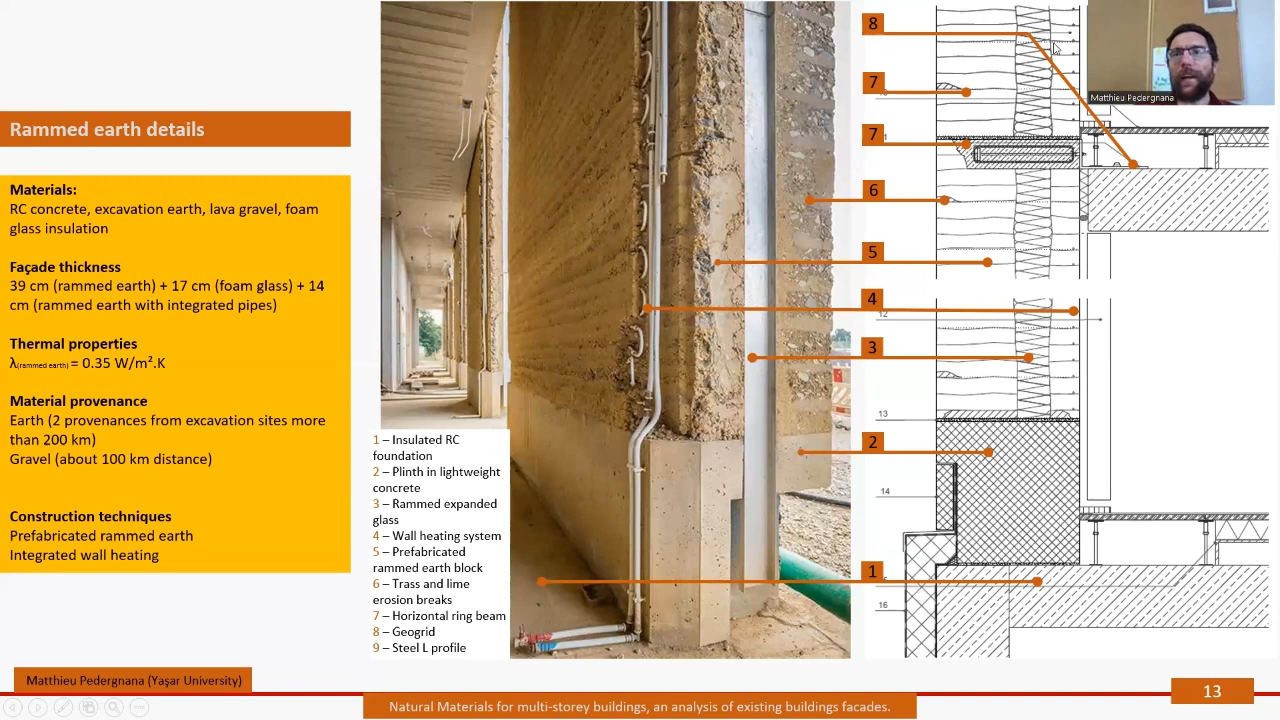 Rammed earth details
Materials:
RC concrete, excavation earth, lava gravel, foam
glass insulation
Façade thickness
39 cm (rammed earth) + 17 cm (foam glass) + 14
cm (rammed earth with integrated pipes)
Thermal properties
λ(rammed earth) = 0.35 W/m².K
Material provenance
Earth (2 provenances from excavation sites more
than 200 km)
Gravel (about 100 km distance)
Construction techniques
Prefabricated rammed earth
Integrated wall heating
1 – Insulated RC
foundation
2 – Plinth in lightweight
concrete
3 – Rammed expanded
glass
4 – Wall heating system
5 – Prefabricated
rammed earth block
6 – Trass and lime
erosion breaks
7 – Horizontal ring beam
8 – Geogrid
9 – Steel L profile
8
7
7
6
5
4
12
3
13
2
14
1
16
Matthieu Pedergnana
Matthieu Pedergnana (Yaşar University)
Natural Materials for multi-storey buildings, an analysis of existing buildings facades.
13